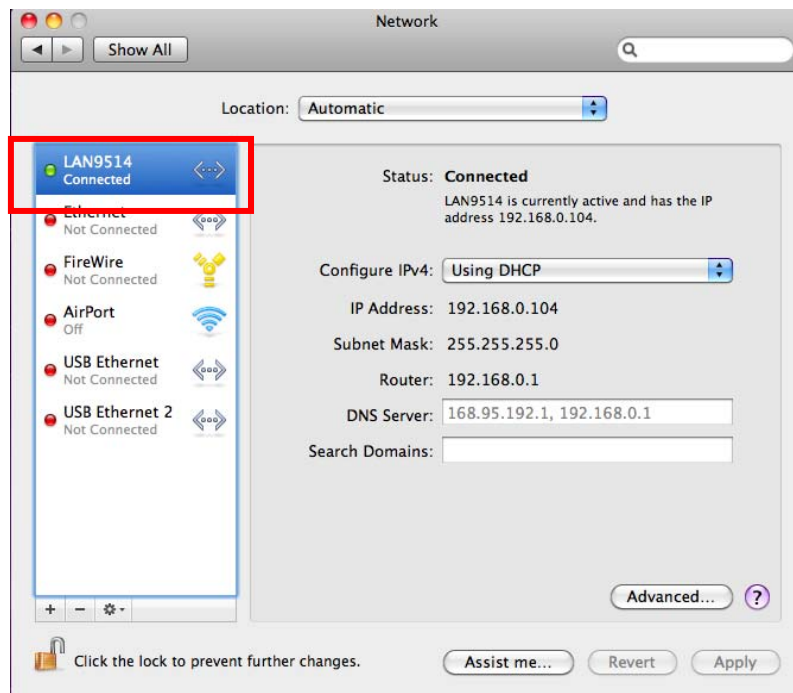 Network
Show All
Location: Automatic
LAN9514
Connected
Ethernet
Not Connected
FireWire
Not Connected
AirPort
Off
USB Ethernet
Not Connected
USB Ethernet 2
Not Connected
Status: Connected
LAN9514 is currently active and has the IP
address 192.168.0.104.
Configure IPv4: Using DHCP
IP Address: 192.168.0.104
Subnet Mask: 255.255.255.0
Router: 192.168.0.1
DNS Server: 168.95.192.1, 192.168.0.1
Search Domains:
Advanced... ?
Click the lock to prevent further changes.
Assist me... Revert Apply